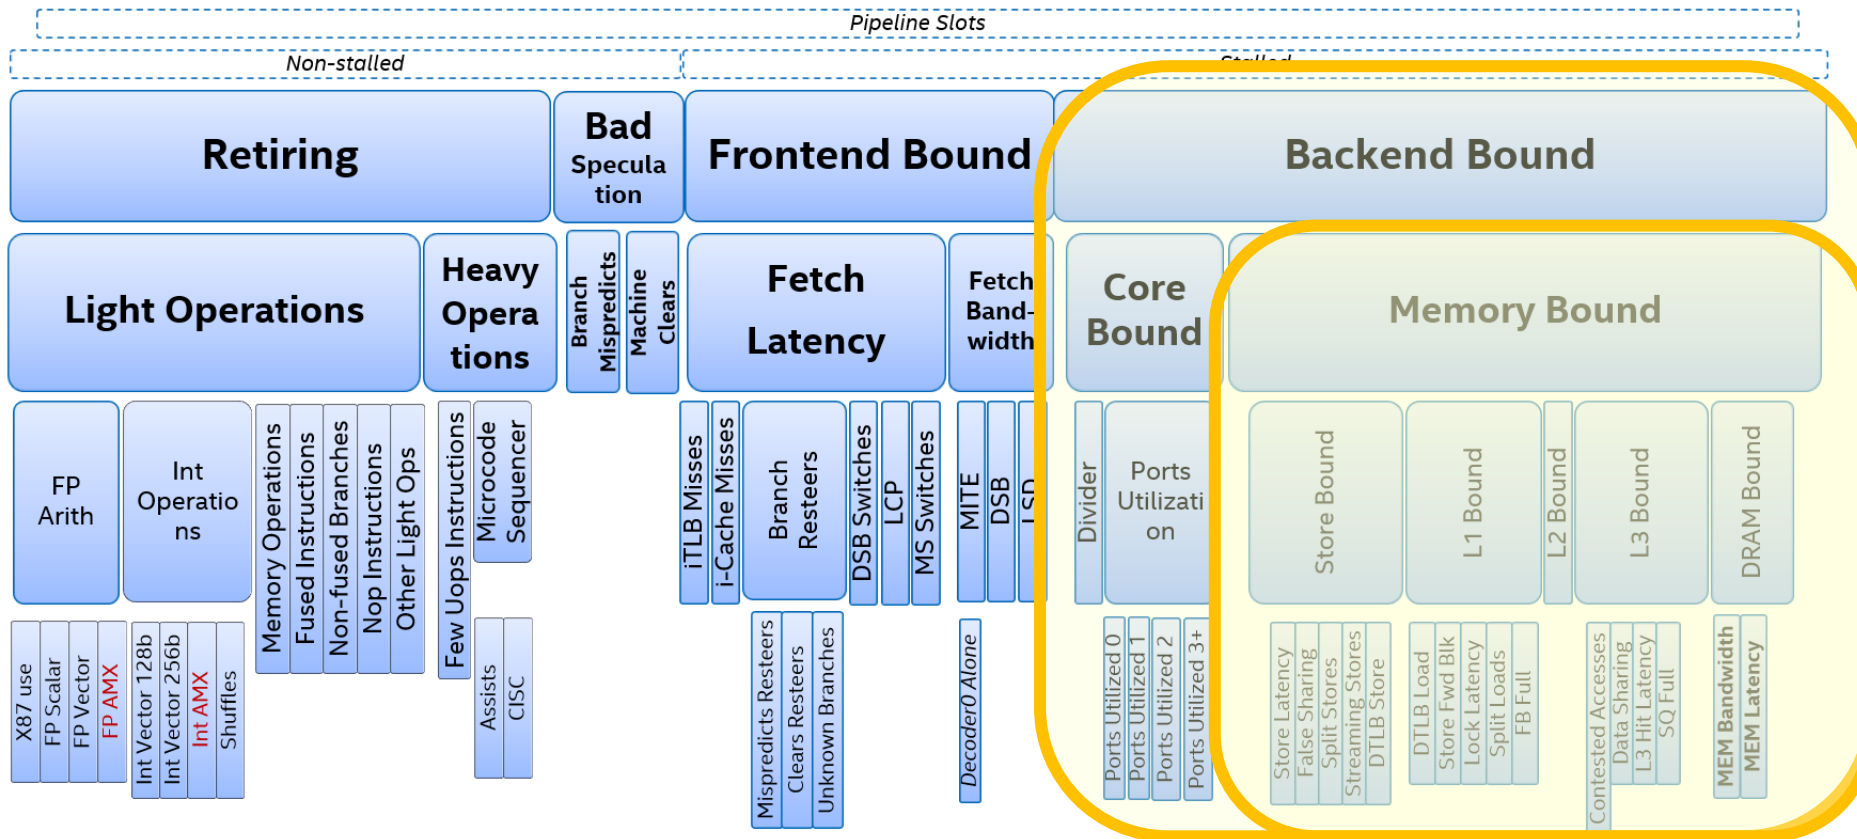 Pipeline Slots
Non-stalled
Stalled
Retiring
Bad
Specula
tion
Frontend Bound
Backend Bound
Light Operations
Heavy
Opera
tions
Branch
Mispredicts
Machine
Clears
Fetch
Latency
Fetch
Band-
width
Core
Bound
Memory Bound
FP
Arith
Int
Operatio
ns
Memory Operations
Fused Instructions
Non-fused Branches
Nop Instructions
Other Light Ops
Few Uops Instructions
Microcode
Sequencer
iTLB Misses
i-Cache Misses
Branch
Resteers
DSB Switches
LCP
MS Switches
MITE
DSB
LSD
Divider
Ports
Utilizati
on
Store Bound
L1 Bound
L2 Bound
L3 Bound
DRAM Bound
X87 use
FP Scalar
FP Vector
FP AMX
Int Vector 128b
Int Vector 256b
Int AMX
Shuffles
Assists
CISC
Mispredicts Resteers
Clears Resteers
Unknown Branches
Decoder0 Alone
Ports Utilized 0
Ports Utilized 1
Ports Utilized 2
Ports Utilized 3+
Store Latency
False Sharing
Split Stores
Streaming Stores
DTLB Store
DTLB Load
Store Fwd Blk
Lock Latency
Split Loads
FB Full
Contested Accesses
Data Sharing
L3 Hit Latency
SQ Full
MEM Bandwidth
MEM Latency